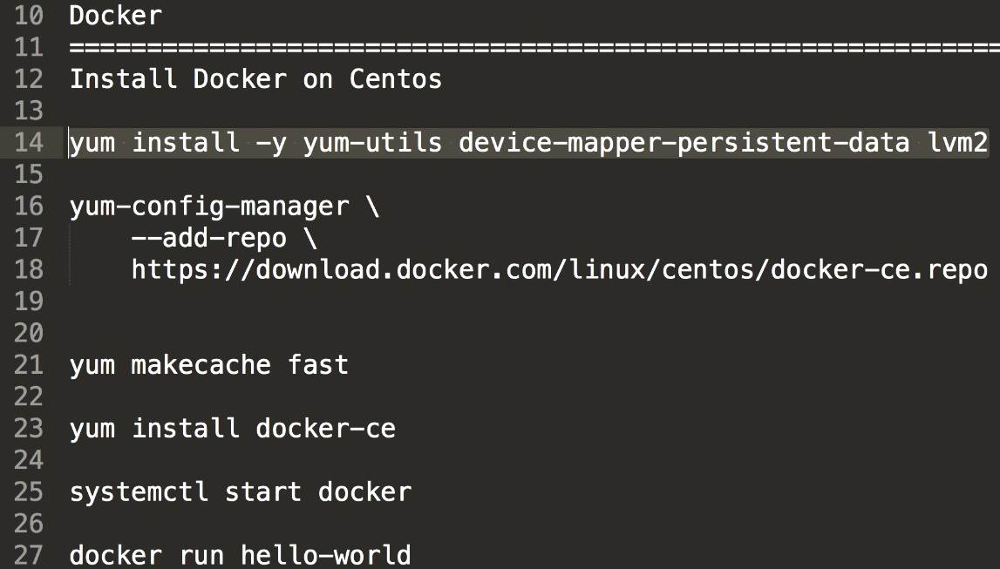 10 Docker
11 ============================================================
12 Install Docker on Centos
13
14 yum install -y yum-utils device-mapper-persistent-data lvm2
15
16 yum-config-manager \
17     --add-repo \
18     https://download.docker.com/linux/centos/docker-ce.repo
19
20
21 yum makecache fast
22
23 yum install docker-ce
24
25 systemctl start docker
26
27 docker run hello-world